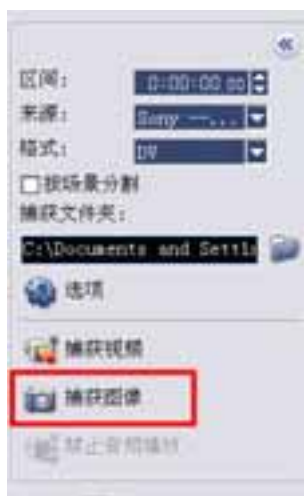 区间: 0:00:00 00
来源: Sony --...
格式: DV
按场景分割
捕获文件夹:
C:\Documents and Settis
选项
捕获视频
捕获图像
禁止音频播放